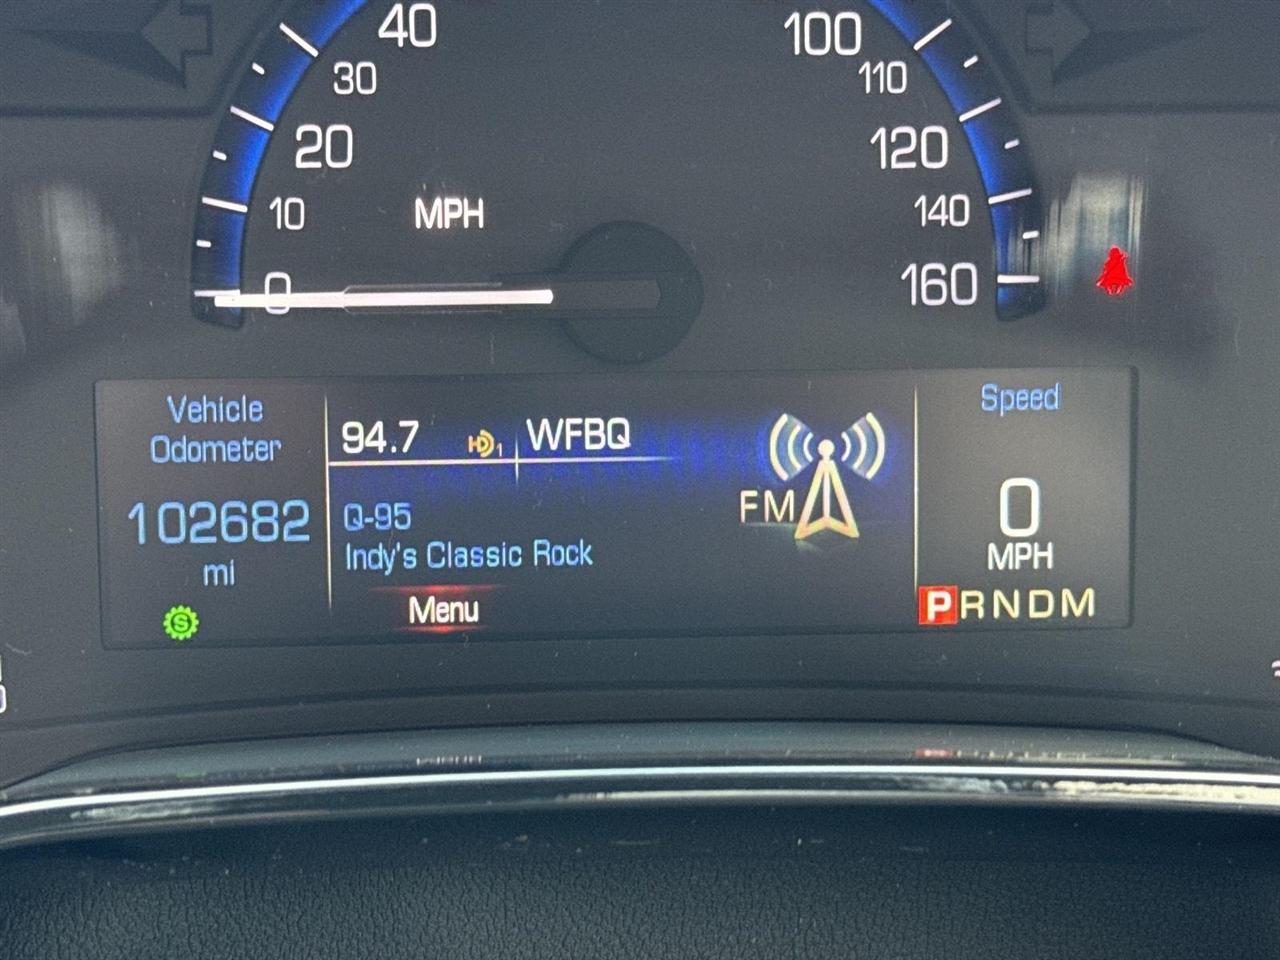 40
30
20
10
0
MPH
100
110
120
140
160
Vehicle
Odometer
102682
mi
S
94.7 HD1 WFBQ
Q-95
Indy's Classic Rock
Menu
FM
Speed
0
MPH
P R N D M